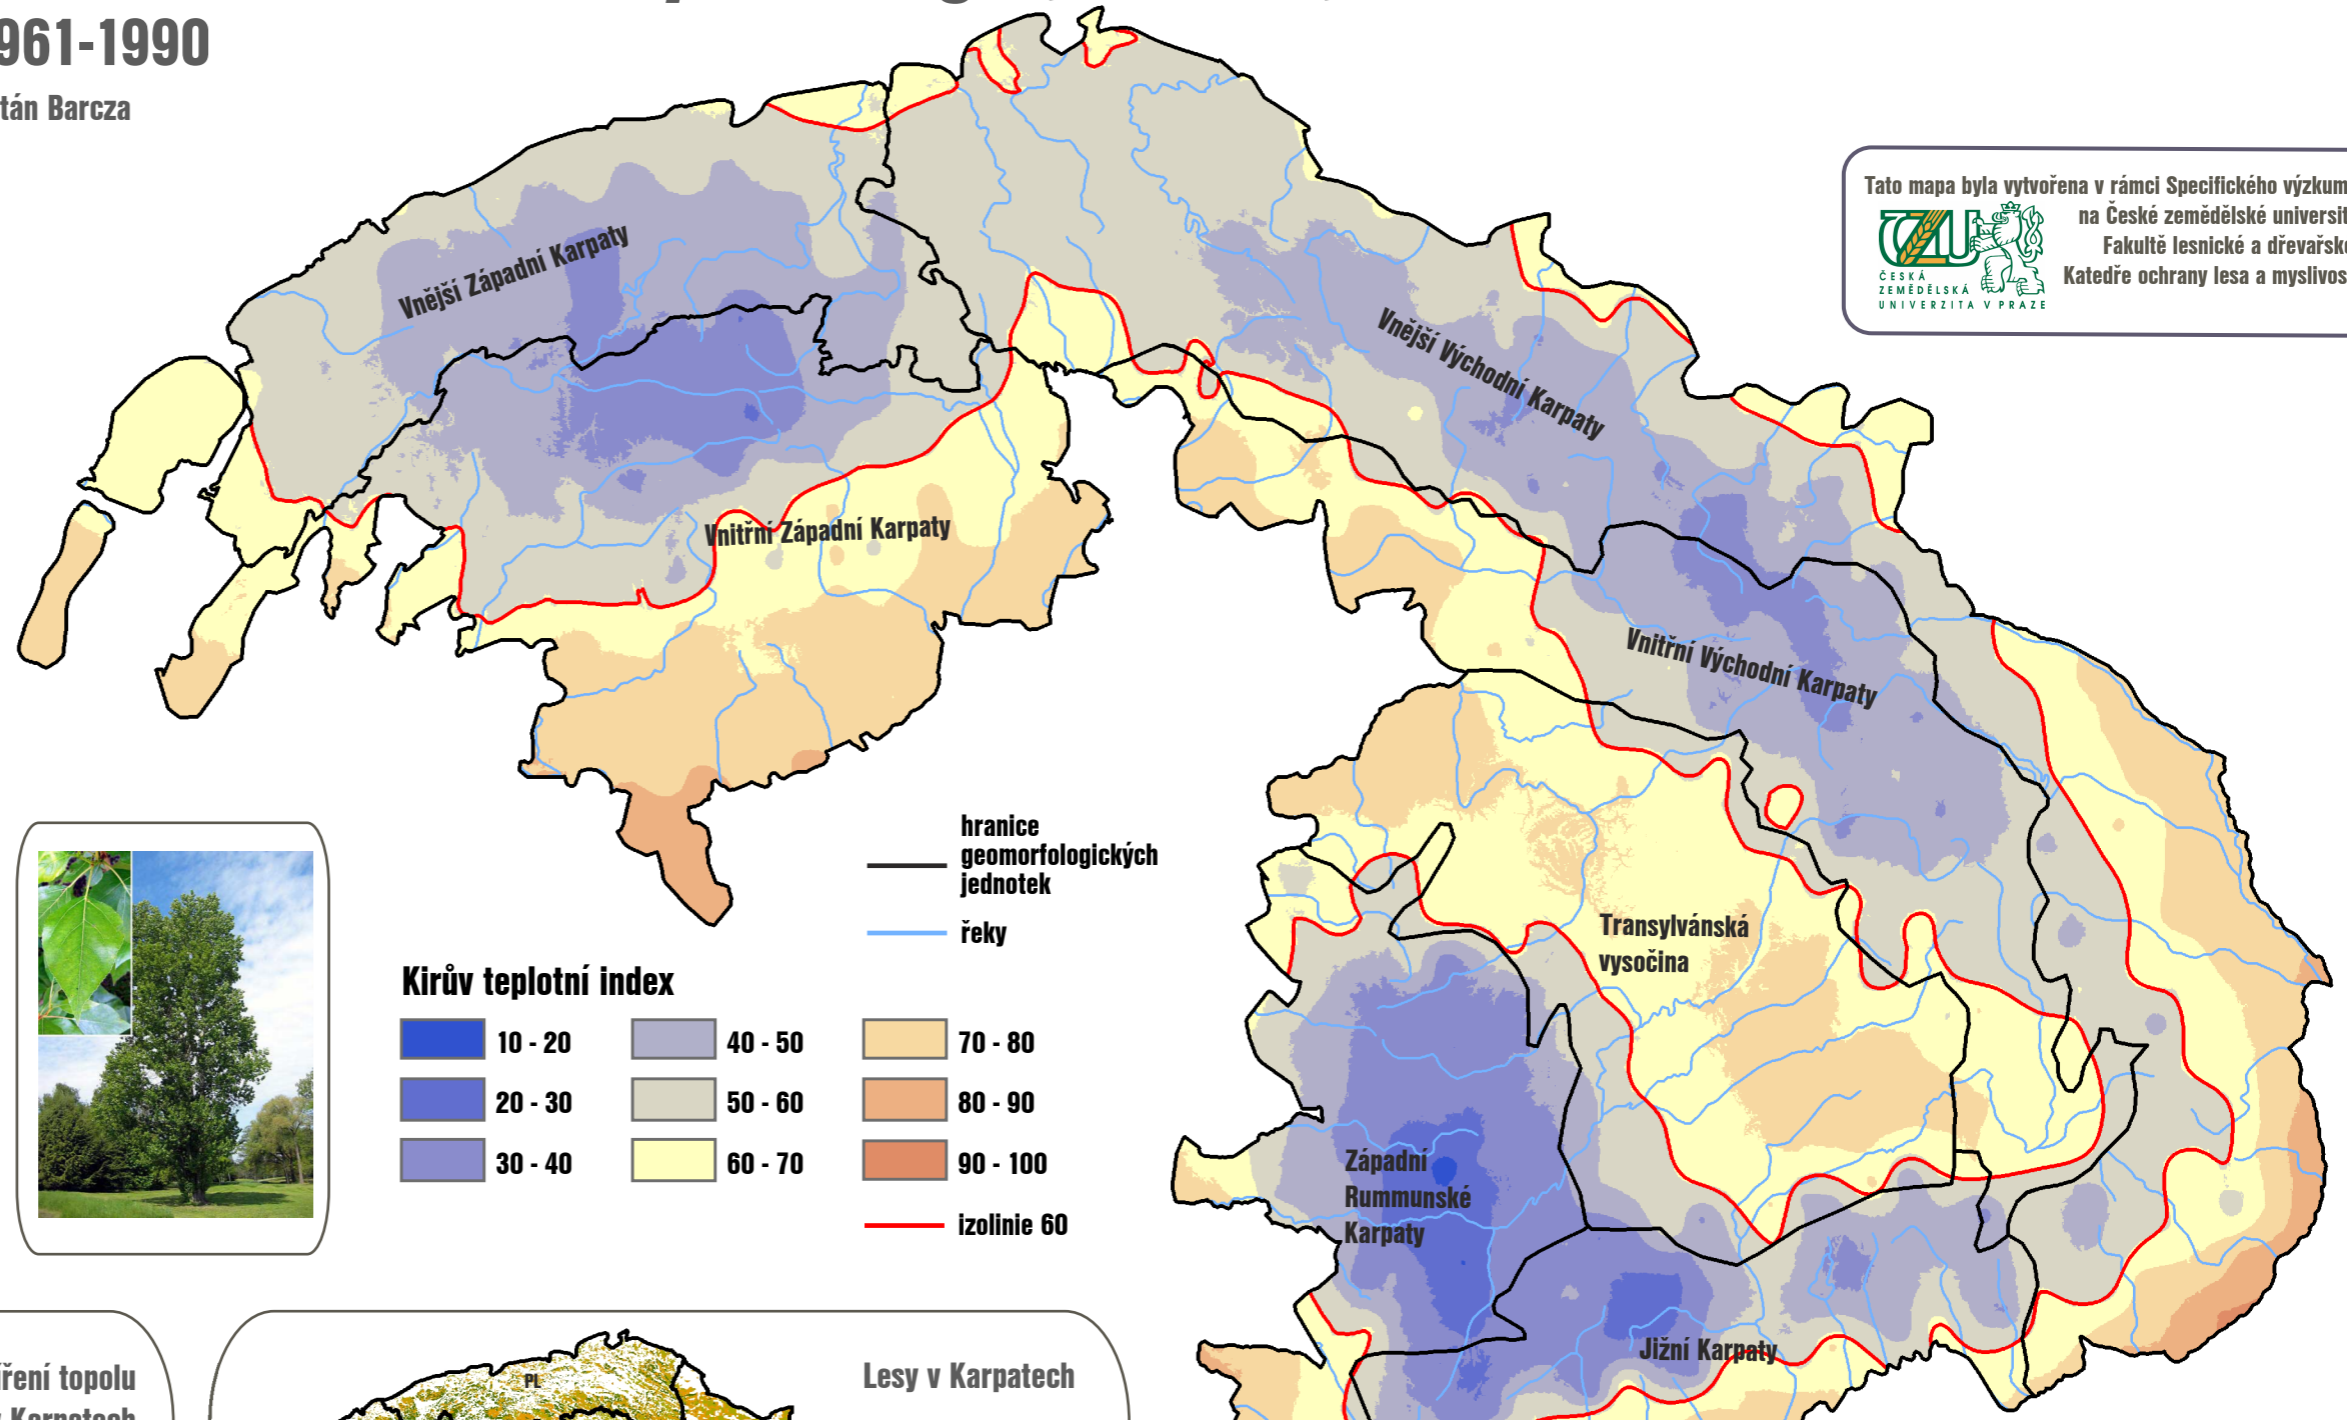 961-1990
tán Barcza
Tato mapa byla vytvořena v rámci Specifického výzkum
na České zemědělské universit
Fakultě lesnické a dřevařsk
Katedře ochrany lesa a myslivos
ČZU
ČESKÁ
ZEMĚDĚLSKÁ
UNIVERZITA V PRAZE
Vnější Západní Karpaty
Vnější Východní Karpaty
Vnitřní Západní Karpaty
Vnitřní Východní Karpaty
Transylvánská
vysočina
Západní
Rummunské
Karpaty
Jižní Karpaty
hranice
geomorfologických
jednotek
řeky
Kirův teplotní index
10 - 20
40 - 50
70 - 80
20 - 30
50 - 60
80 - 90
30 - 40
60 - 70
90 - 100
izolinie 60
ření topolu
Karpatech
PL
Lesy v Karpatech